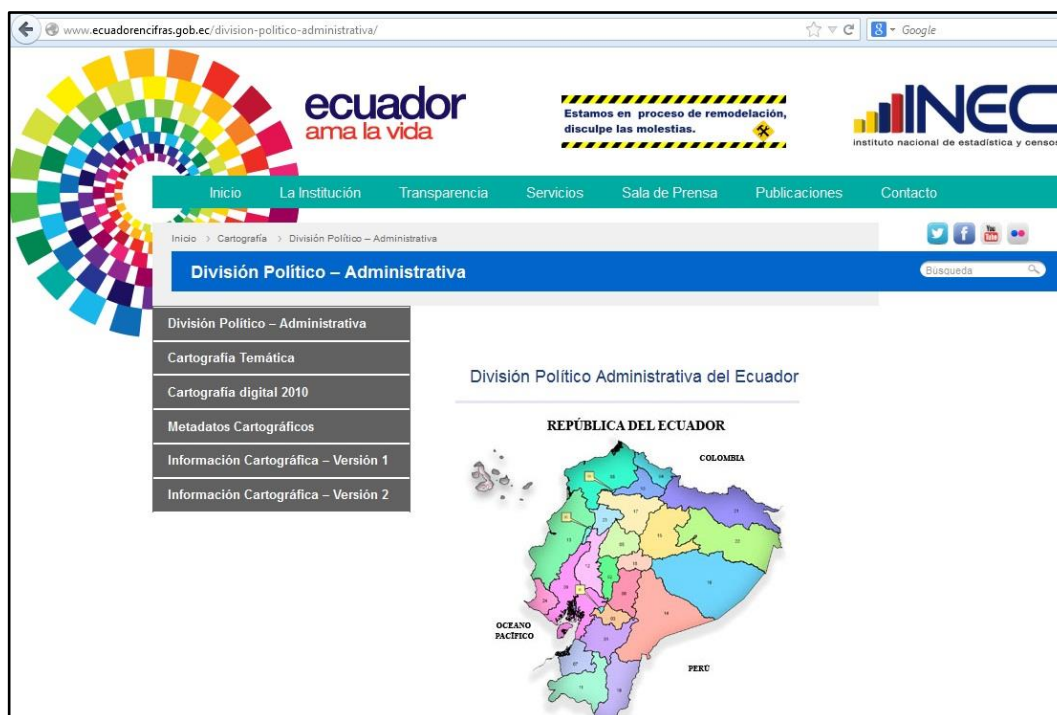 www.ecuadorencifras.gob.ec/division-politico-administrativa/
Google
ecuador
ama la vida
Estamos en proceso de remodelación,
disculpe las molestias.
INEC
instituto nacional de estadística y censos
Inicio La Institución Transparencia Servicios Sala de Prensa Publicaciones Contacto
Inicio > Cartografía > División Político – Administrativa
División Político – Administrativa
Búsqueda
División Político – Administrativa
Cartografía Temática
Cartografía digital 2010
Metadatos Cartográficos
Información Cartográfica – Versión 1
Información Cartográfica – Versión 2
División Político Administrativa del Ecuador
REPÚBLICA DEL ECUADOR
COLOMBIA
OCEANO
PACÍFICO
PERÚ